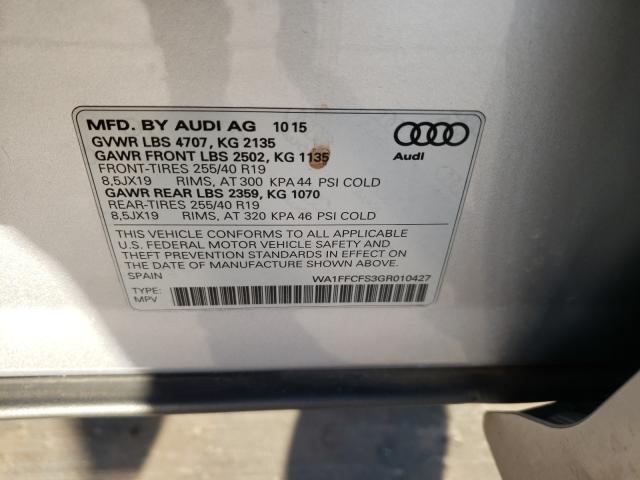 MFD. BY AUDI AG 10 15
GVWR LBS 4707, KG 2135
GAWR FRONT LBS 2502, KG 1135
FRONT-TIRES 255/40 R19
8,5JX19 RIMS, AT 300 KPA 44 PSI COLD
GAWR REAR LBS 2359, KG 1070
REAR-TIRES 255/40 R19
8,5JX19 RIMS, AT 320 KPA 46 PSI COLD
Audi
THIS VEHICLE CONFORMS TO ALL APPLICABLE
U.S. FEDERAL MOTOR VEHICLE SAFETY AND
THEFT PREVENTION STANDARDS IN EFFECT ON
THE DATE OF MANUFACTURE SHOWN ABOVE.
SPAIN WA1FFCFS3GR010427
TYPE:
MPV